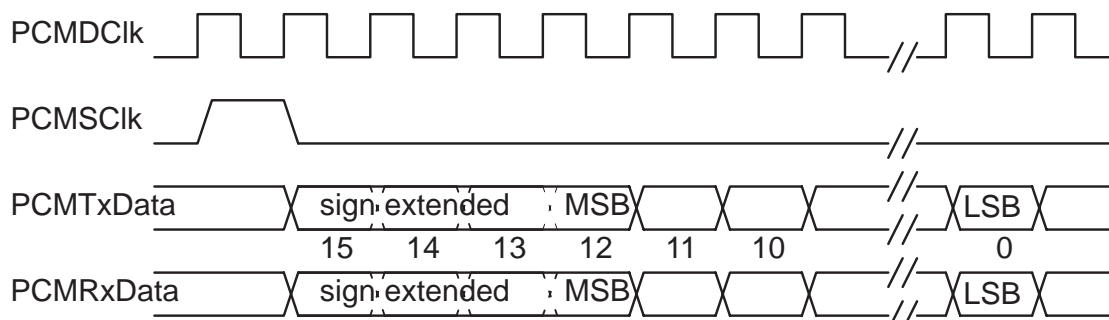 PCMDClk
PCMSClk
PCMTxData sign extended MSB LSB
15 14 13 12 11 10 0
PCMRxData sign extended MSB LSB